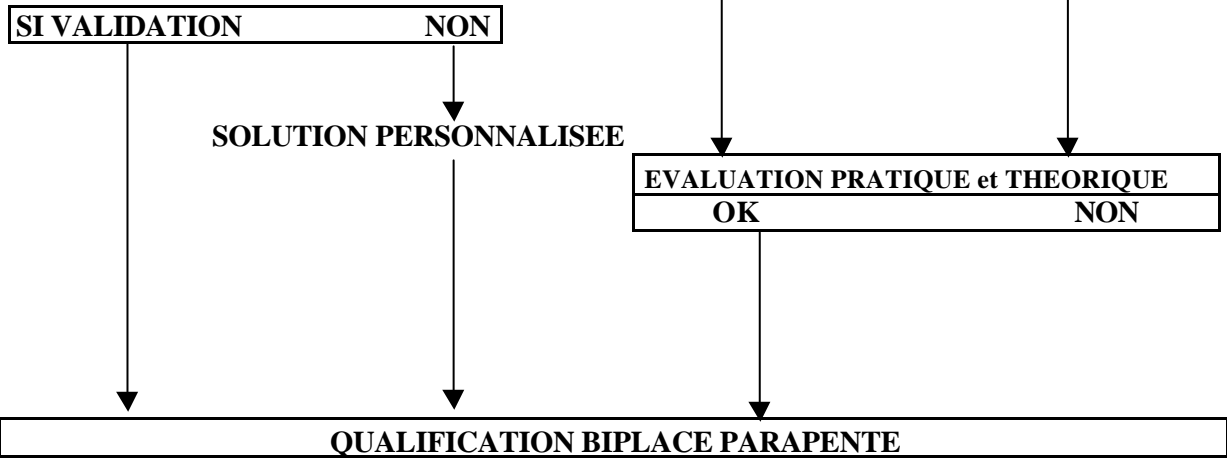 SI VALIDATION NON
SOLUTION PERSONNALISEE
EVALUATION PRATIQUE et THEORIQUE
OK NON
QUALIFICATION BIPLACE PARAPENTE